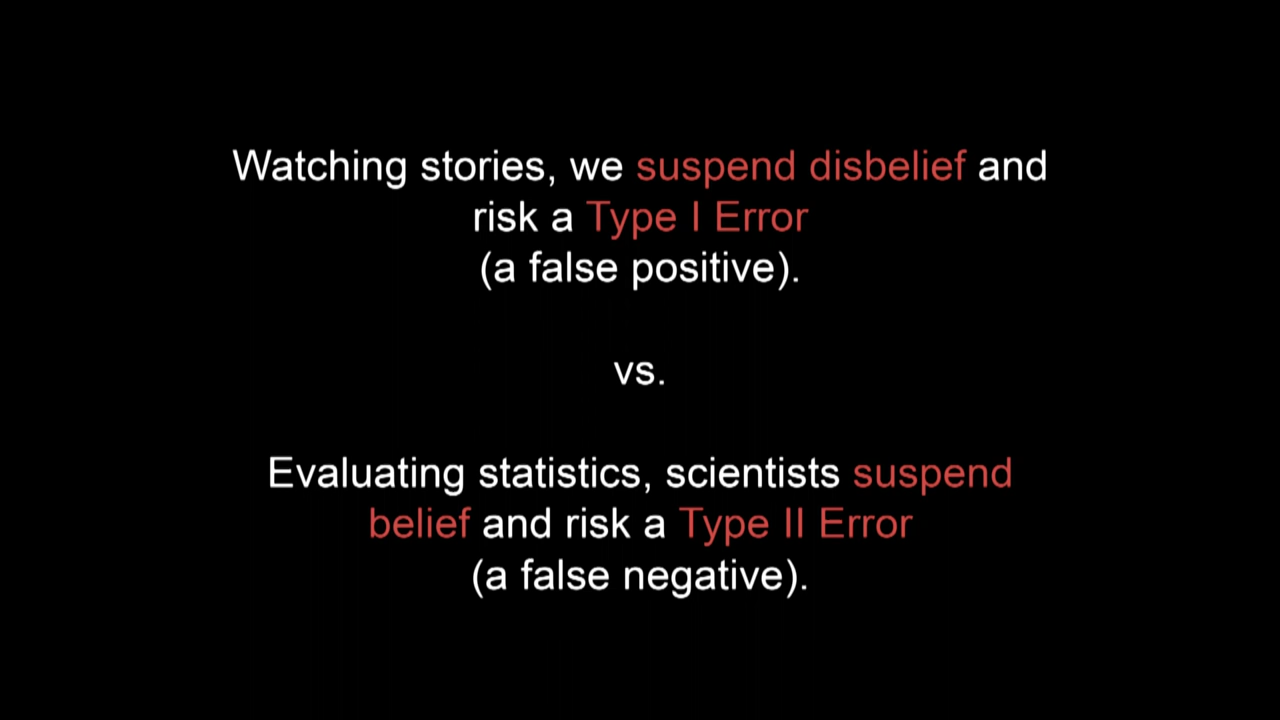 Watching stories, we suspend disbelief and
risk a Type I Error
(a false positive).
vs.
Evaluating statistics, scientists suspend
belief and risk a Type II Error
(a false negative).